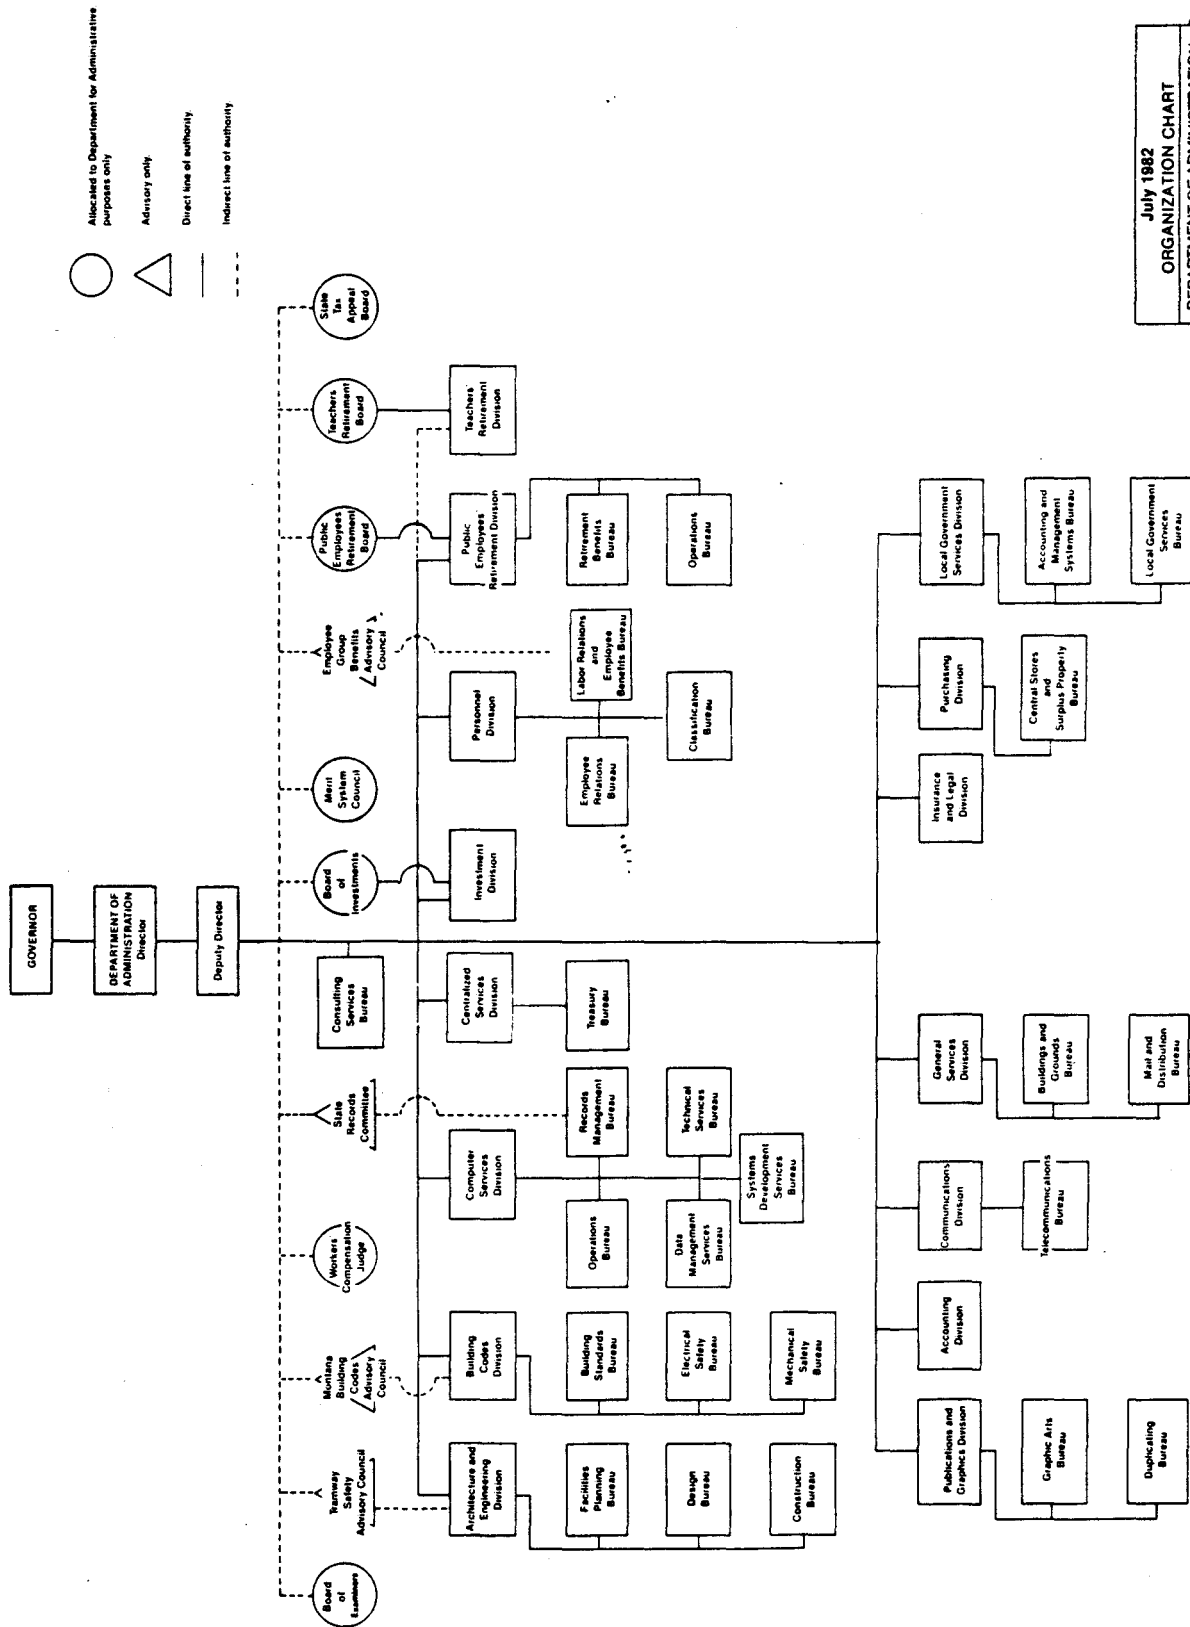 Allocated to Department for Administrative
purposes only
Advisory only.
Direct line of authority.
Indirect line of authority.
GOVERNOR
DEPARTMENT OF
ADMINISTRATION
Director
Deputy Director
Board
of
Examiners
Tramway
Safety
Advisory Council
Montana
Building
Codes
Advisory
Council
Workers'
Compensation
Judge
State
Records
Committee
Consulting
Services
Bureau
Board
of
Investments
Merit
System
Council
Employee
Group
Benefits
Advisory
Council
Public
Employees'
Retirement
Board
Teachers'
Retirement
Board
State
Tax
Appeal
Board
Architecture and
Engineering
Division
Building
Codes
Division
Computer
Services
Division
Centralized
Services
Division
Investment
Division
Personnel
Division
Public
Employees'
Retirement Division
Teachers'
Retirement
Division
Facilities
Planning
Bureau
Building
Standards
Bureau
Operations
Bureau
Records
Management
Bureau
Treasury
Bureau
Employee
Relations
Bureau
Labor Relations
and
Employee
Benefits Bureau
Retirement
Benefits
Bureau
Design
Bureau
Electrical
Safety
Bureau
Data
Management
Services
Bureau
Technical
Services
Bureau
Classification
Bureau
Operations
Bureau
Construction
Bureau
Mechanical
Safety
Bureau
Systems
Development
Services
Bureau
Publications and
Graphics Division
Accounting
Division
Communications
Division
General
Services
Division
Insurance
and Legal
Division
Purchasing
Division
Local Government
Services Division
Graphic Arts
Bureau
Telecommunications
Bureau
Buildings and
Grounds
Bureau
Central Stores
and
Surplus Property
Bureau
Accounting and
Management
Systems Bureau
Duplicating
Bureau
Mail and
Distribution
Bureau
Local Government
Services
Bureau
July 1982
ORGANIZATION CHART
DEPARTMENT OF ADMINISTRATION